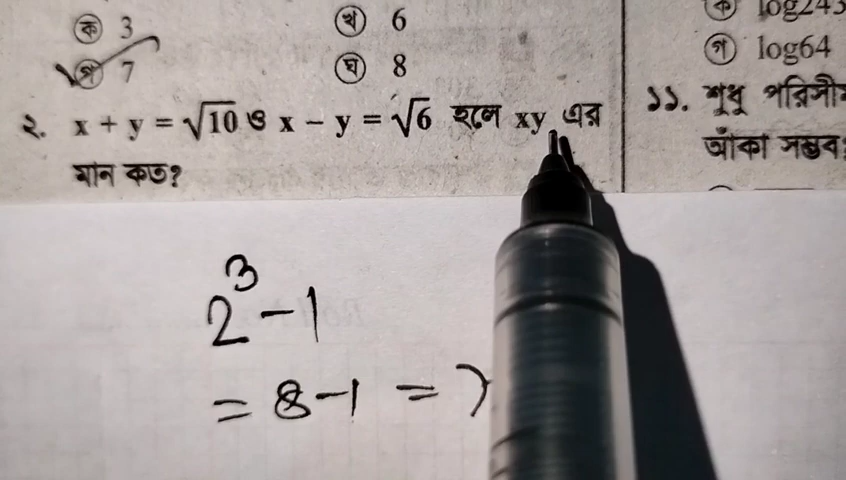 ক 3
খ 6
গ 7
ঘ 8
২. x + y = √10 ও x − y = √6 হলে xy এর
মান কত?
ক log243
গ log64
১১. শুধু পরিসী
আঁকা সম্ভব?
2³ − 1
= 8 − 1 = 7